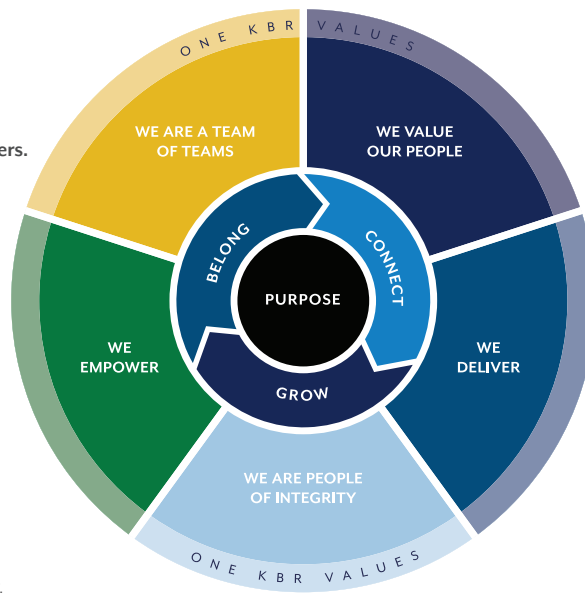 ONE KBR VALUES
ers.
WE ARE A TEAM
OF TEAMS
WE VALUE
OUR PEOPLE
BELONG
CONNECT
PURPOSE
WE
EMPOWER
WE
DELIVER
GROW
WE ARE PEOPLE
OF INTEGRITY
ONE KBR VALUES